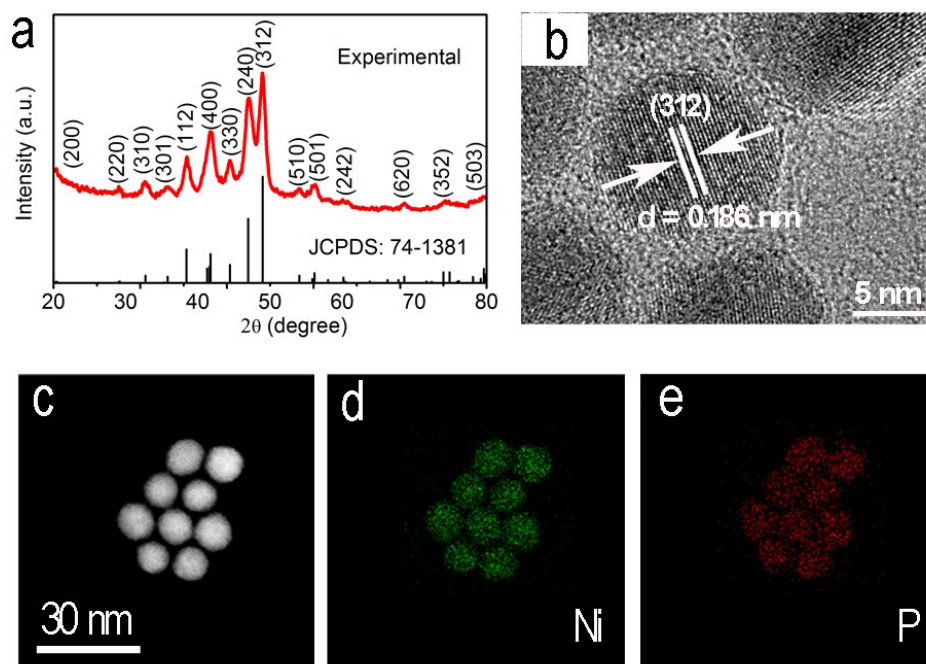 a
Intensity (a.u.)
Experimental
(200)
(220)
(310)
(301)
(112)
(400)
(330)
(240)
(312)
(510)
(501)
(242)
(620)
(352)
(503)
JCPDS: 74-1381
20 30 40 50 60 70 80
2θ (degree)
b
(312)
d = 0.186 nm
5 nm
c
30 nm
d
Ni
e
P